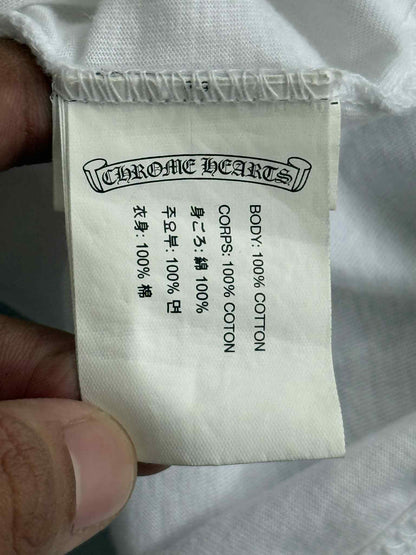 CHROME HEARTS
BODY: 100% COTTON
CORPS: 100% COTON
身ごろ: 綿 100%
주요부: 100% 면
衣身: 100% 棉